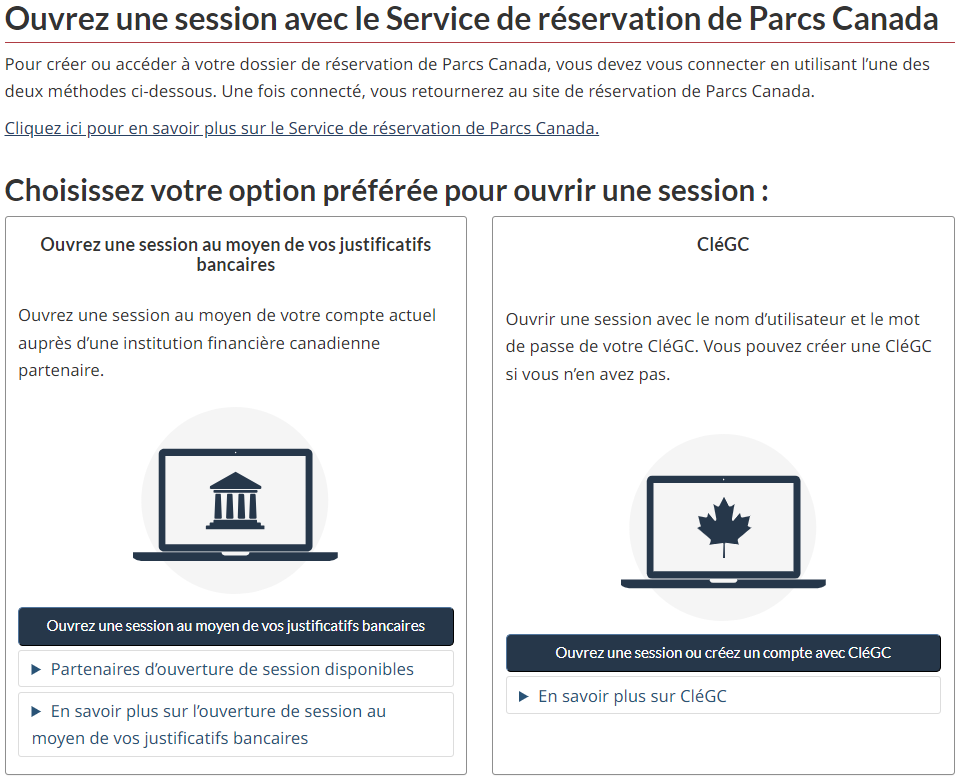 Ouvrez une session avec le Service de réservation de Parcs Canada
Pour créer ou accéder à votre dossier de réservation de Parcs Canada, vous devez vous connecter en utilisant l’une des
deux méthodes ci-dessous. Une fois connecté, vous retournerez au site de réservation de Parcs Canada.
Cliquez ici pour en savoir plus sur le Service de réservation de Parcs Canada.
Choisissez votre option préférée pour ouvrir une session :
Ouvrez une session au moyen de vos justificatifs
bancaires
Ouvrez une session au moyen de votre compte actuel
auprès d’une institution financière canadienne
partenaire.
Ouvrez une session au moyen de vos justificatifs bancaires
Partenaires d’ouverture de session disponibles
En savoir plus sur l’ouverture de session au
moyen de vos justificatifs bancaires
CléGC
Ouvrir une session avec le nom d’utilisateur et le mot
de passe de votre CléGC. Vous pouvez créer une CléGC
si vous n’en avez pas.
Ouvrez une session ou créez un compte avec CléGC
En savoir plus sur CléGC